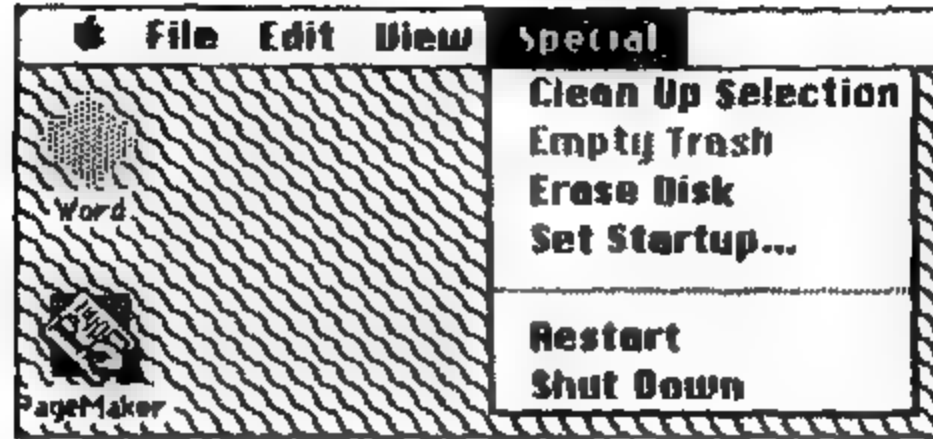 File Edit View Special
Clean Up Selection
Empty Trash
Erase Disk
Set Startup...
Restart
Shut Down
Word
PageMaker